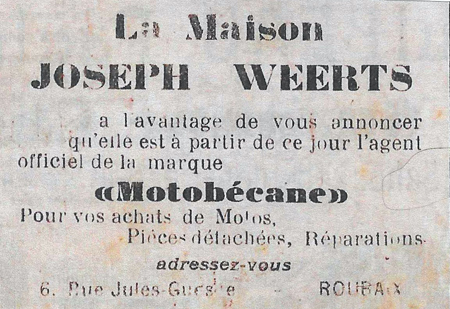 La Maison
JOSEPH WEERTS
a l'avantage de vous annoncer
qu'elle est à partir de ce jour l'agent
officiel de la marque
«Motobécane»
Pour vos achats de Motos,
Pièces détachées, Réparations
adressez-vous
6, Rue Jules-Guesde ROUBAIX